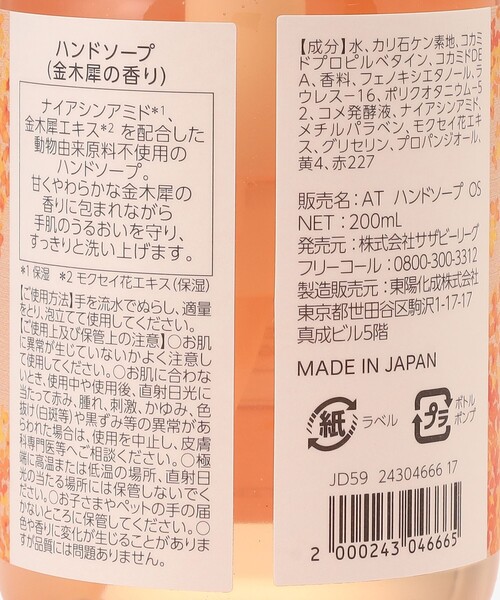 ハンドソープ
(金木犀の香り)
ナイアシンアミド*1、
金木犀エキス*2 を配合した
動物由来原料不使用の
ハンドソープ。
甘くやわらかな金木犀の
香りに包まれながら
手肌のうるおいを守り、
すっきりと洗い上げます。
*1 保湿 *2 モクセイ花エキス(保湿)
【ご使用方法】手を流水でぬらし、適量
をとり、泡立てて使用してください。
【ご使用上及び保管上の注意】○お肌
に異常が生じていないかよく注意し
て使用してください。○お肌に合わな
いとき、使用中や使用後、直射日光に
当たって赤み、腫れ、刺激、かゆみ、色
抜け(白斑等)や黒ずみ等の異常があ
らわれた場合は、使用を中止し、皮膚
科専門医等へご相談ください。○極
端に高温または低温の場所、直射日
光の当たる場所には保管しないでく
ださい。○お子さまやペットの手の届
かないところに保管してください。○
色や香りに変化が生じることがありま
すが品質には問題ありません。
【成分】水、カリ石ケン素地、コカミ
ドプロピルベタイン、コカミドDE
A、香料、フェノキシエタノール、ラ
ウレス－16、ポリクオタニウム－5
2、コメ発酵液、ナイアシンアミド、
メチルパラベン、モクセイ花エキ
ス、グリセリン、プロパンジオール、
黄4、赤227
販売名：AT ハンドソープ OS
NET：200mL
発売元：株式会社サザビーリーグ
フリーコール：0800-300-3312
製造販売元：東陽化成株式会社
東京都世田谷区駒沢1-17-17
真成ビル5階
MADE IN JAPAN
紙 ラベル
プラ ボトル
ポンプ
JD59 24304666 17
2 000243 046665